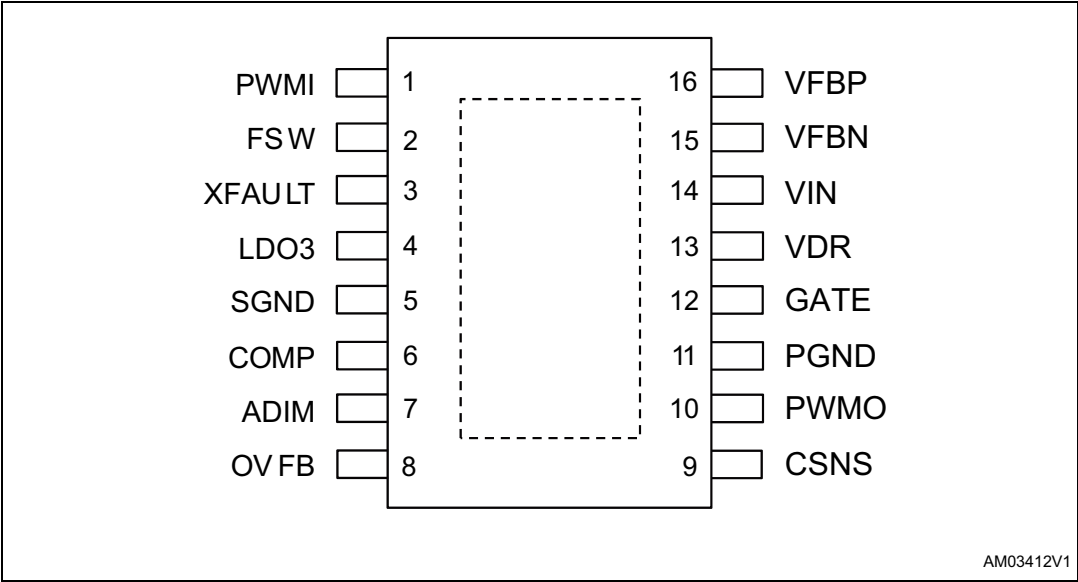 PWMI 1 16 VFBP
FSW 2 15 VFBN
XFAULT 3 14 VIN
LDO3 4 13 VDR
SGND 5 12 GATE
COMP 6 11 PGND
ADIM 7 10 PWMO
OVFB 8 9 CSNS
AM03412V1